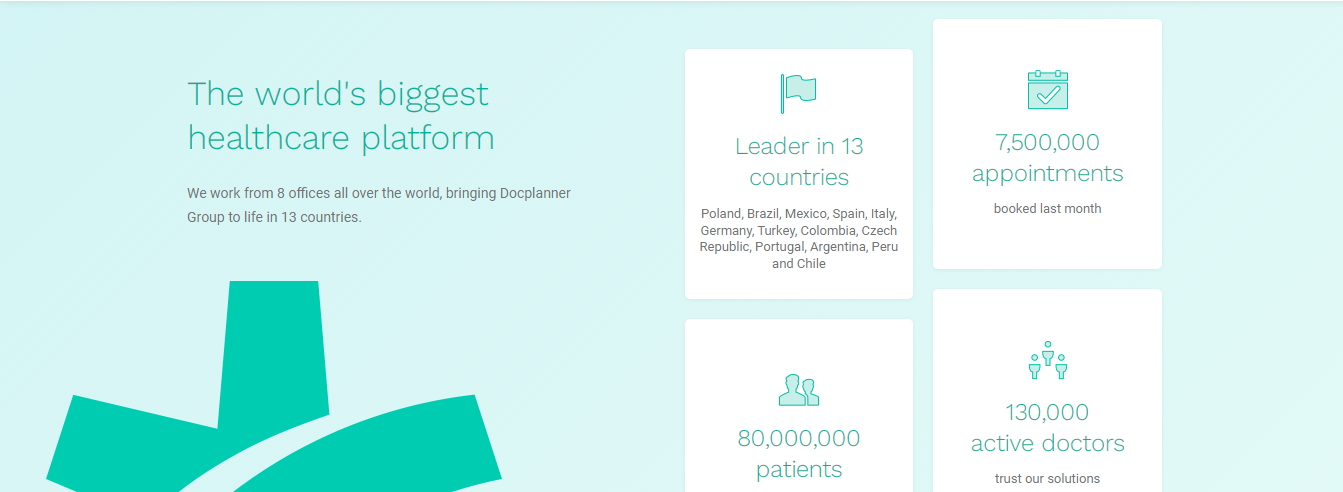 The world's biggest
healthcare platform
We work from 8 offices all over the world, bringing Docplanner
Group to life in 13 countries.
Leader in 13
countries
Poland, Brazil, Mexico, Spain, Italy,
Germany, Turkey, Colombia, Czech
Republic, Portugal, Argentina, Peru
and Chile
7,500,000
appointments
booked last month
80,000,000
patients
130,000
active doctors
trust our solutions